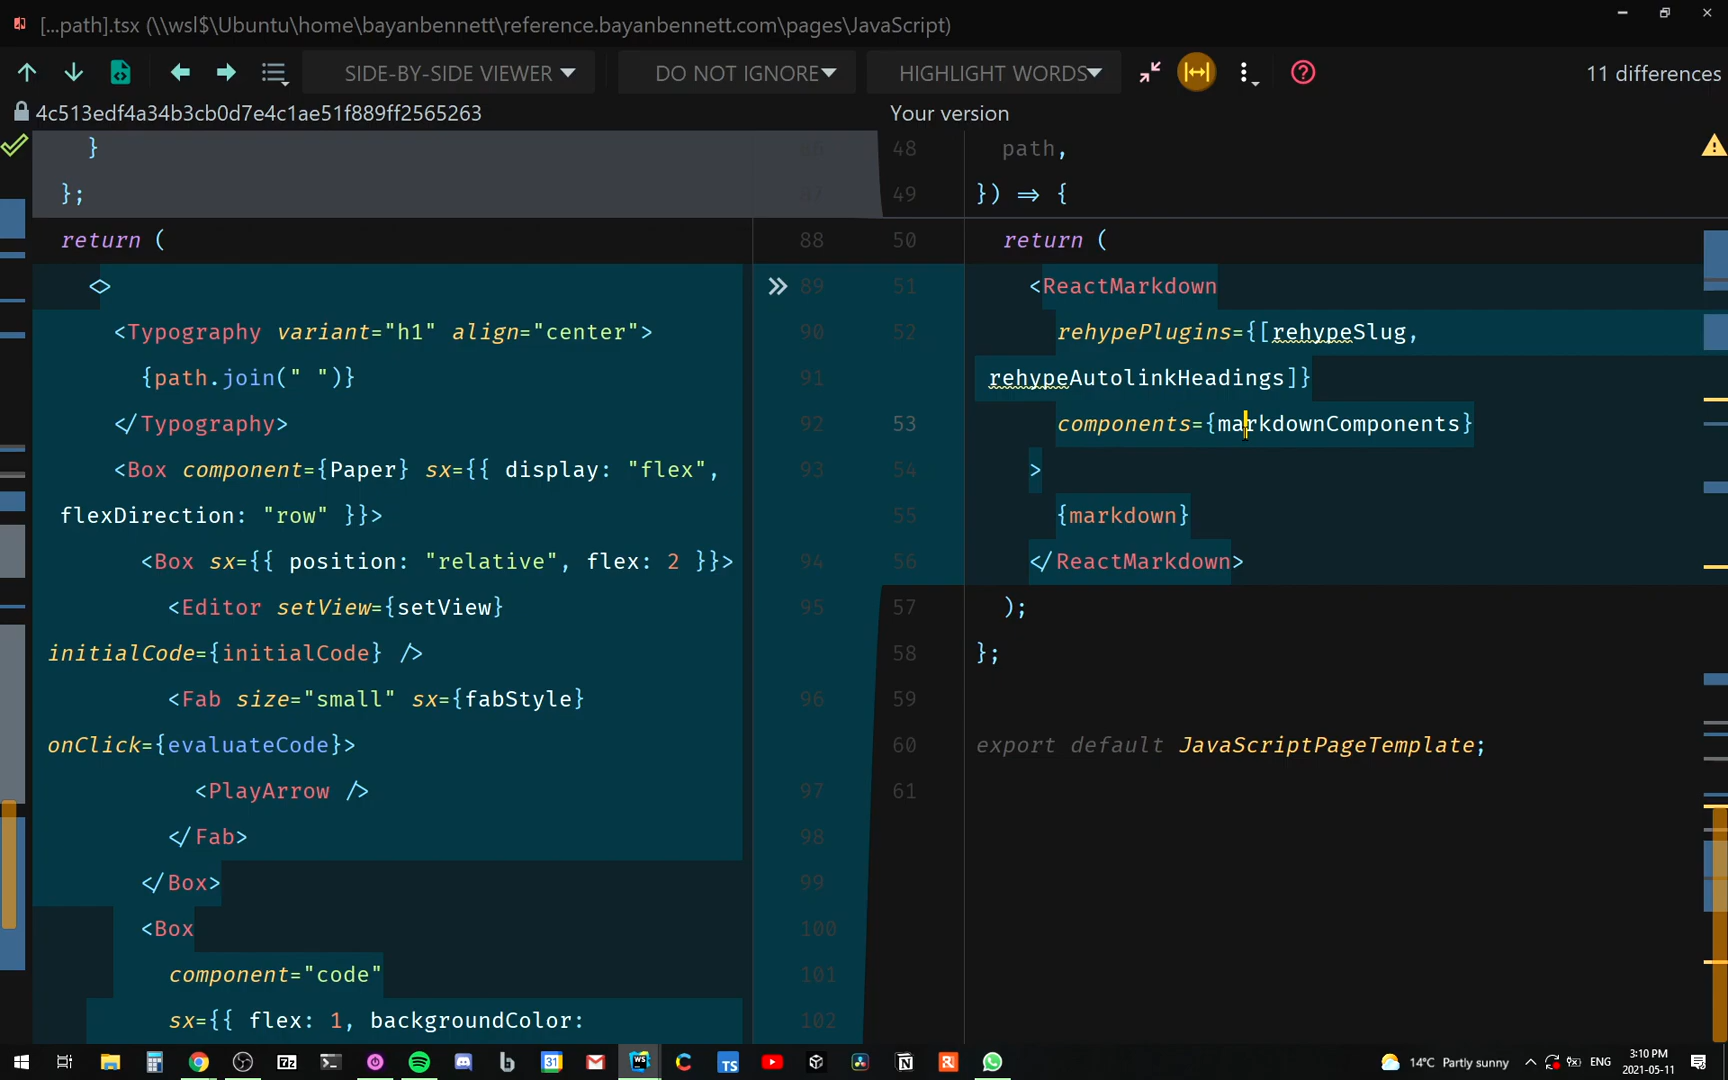 [...path].tsx (\\wsl$\Ubuntu\home\bayanbennett\reference.bayanbennett.com\pages\JavaScript)
SIDE-BY-SIDE VIEWER
DO NOT IGNORE
HIGHLIGHT WORDS
11 differences
4c513edf4a34b3cb0d7e4c1ae51f889ff2565263
Your version
}
86
};
87
return (
88
<>
89
<Typography variant="h1" align="center">
90
{path.join(" ")}
91
</Typography>
92
<Box component={Paper} sx={{ display: "flex",
93
flexDirection: "row" }}>
<Box sx={{ position: "relative", flex: 2 }}>
94
<Editor setView={setView}
95
initialCode={initialCode} />
<Fab size="small" sx={fabStyle}
96
onClick={evaluateCode}>
<PlayArrow />
97
</Fab>
98
</Box>
99
<Box
100
component="code"
101
sx={{ flex: 1, backgroundColor:
102
48
path,
49
}) => {
50
return (
51
<ReactMarkdown
52
rehypePlugins={[rehypeSlug,
rehypeAutolinkHeadings]}
53
components={markdownComponents}
54
>
55
{markdown}
56
</ReactMarkdown>
57
);
58
};
59
60
export default JavaScriptPageTemplate;
61
14°C Partly sunny
ENG
3:10 PM
2021-05-11